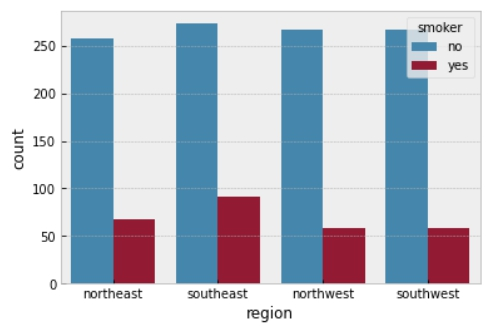 smoker
no
yes
250
200
150
100
50
0
count
northeast southeast northwest southwest
region